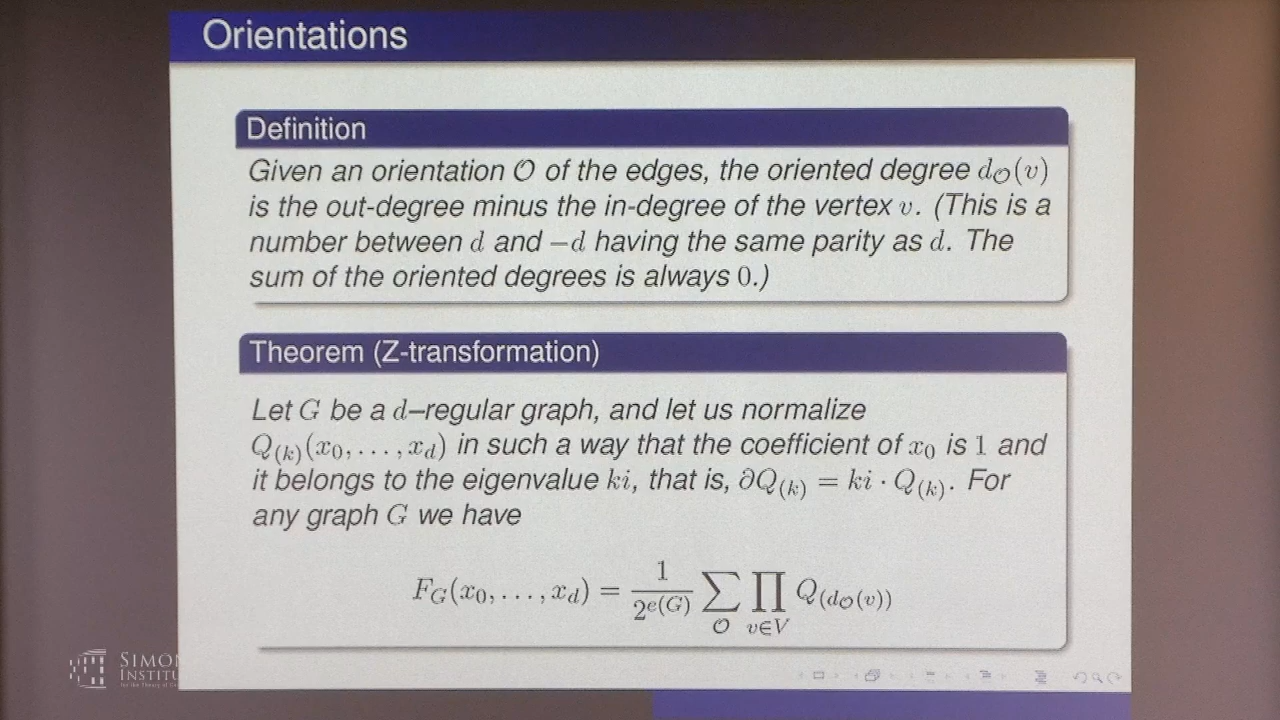 Orientations
Definition
Given an orientation 𝒪 of the edges, the oriented degree d_𝒪(v)
is the out-degree minus the in-degree of the vertex v. (This is a
number between d and −d having the same parity as d. The
sum of the oriented degrees is always 0.)
Theorem (Z-transformation)
Let G be a d–regular graph, and let us normalize
Q_(k)(x_0, . . . , x_d) in such a way that the coefficient of x_0 is 1 and
it belongs to the eigenvalue ki, that is, ∂Q_(k) = ki · Q_(k). For
any graph G we have
F_G(x_0, . . . , x_d) = 1/2^{e(G)} ∑_𝒪 ∏_{v∈V} Q_(d_𝒪(v))
SIMON
INSTITU